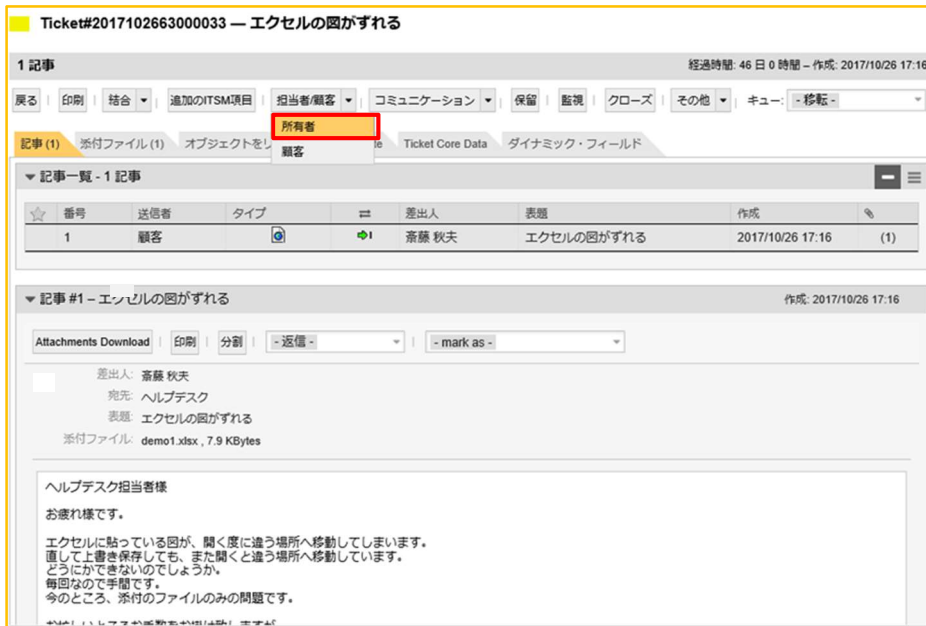 Ticket#2017102663000033 — エクセルの図がずれる
1 記事
経過時間: 46 日 0 時間 – 作成: 2017/10/26 17:16
戻る 印刷 結合 追加のITSM項目 担当者/顧客 コミュニケーション 保留 監視 クローズ その他 キュー: - 移転 -
所有者
顧客
記事 (1) 添付ファイル (1) オブジェクトをリ Ticket Core Data ダイナミック・フィールド
記事一覧 - 1 記事
番号 送信者 タイプ 差出人 表題 作成
1 顧客 斎藤 秋夫 エクセルの図がずれる 2017/10/26 17:16 (1)
記事 #1 – エクセルの図がずれる
作成: 2017/10/26 17:16
Attachments Download 印刷 分割 - 返信 - - mark as -
差出人: 斎藤 秋夫
宛先: ヘルプデスク
表題: エクセルの図がずれる
添付ファイル: demo1.xlsx , 7.9 KBytes
ヘルプデスク担当者様
お疲れ様です。
エクセルに貼っている図が、開く度に違う場所へ移動してしまいます。
直して上書き保存しても、また開くと違う場所へ移動しています。
どうにかできないのでしょうか。
毎回なので手間です。
今のところ、添付のファイルのみの問題です。